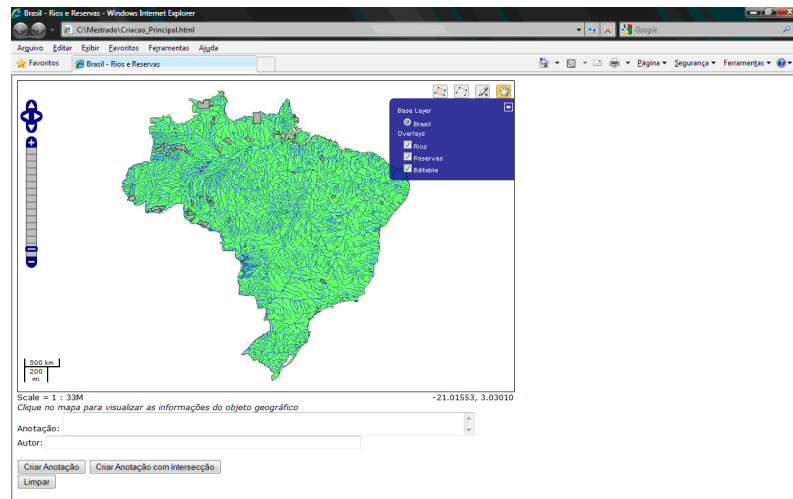 Brasil - Rios e Reservas - Windows Internet Explorer
C:\Mestrado\Criacao_Principal.html
Google
Arquivo Editar Exibir Favoritos Ferramentas Ajuda
Favoritos Brasil - Rios e Reservas Página Segurança Ferramentas
Base Layer
Brasil
Overlays
Rios
Reservas
Editable
500 km
200
mi
Scale = 1 : 33M -21.01553, 3.03010
Clique no mapa para visualizar as informações do objeto geográfico
Anotação:
Autor:
Criar Anotação Criar Anotação com intersecção
Limpar